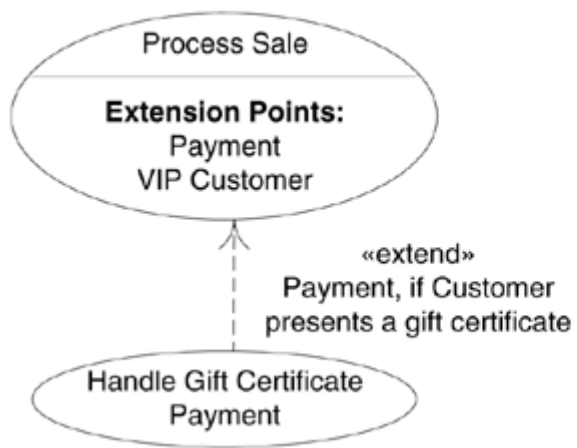 Process Sale
Extension Points:
Payment
VIP Customer
«extend»
Payment, if Customer
presents a gift certificate
Handle Gift Certificate
Payment